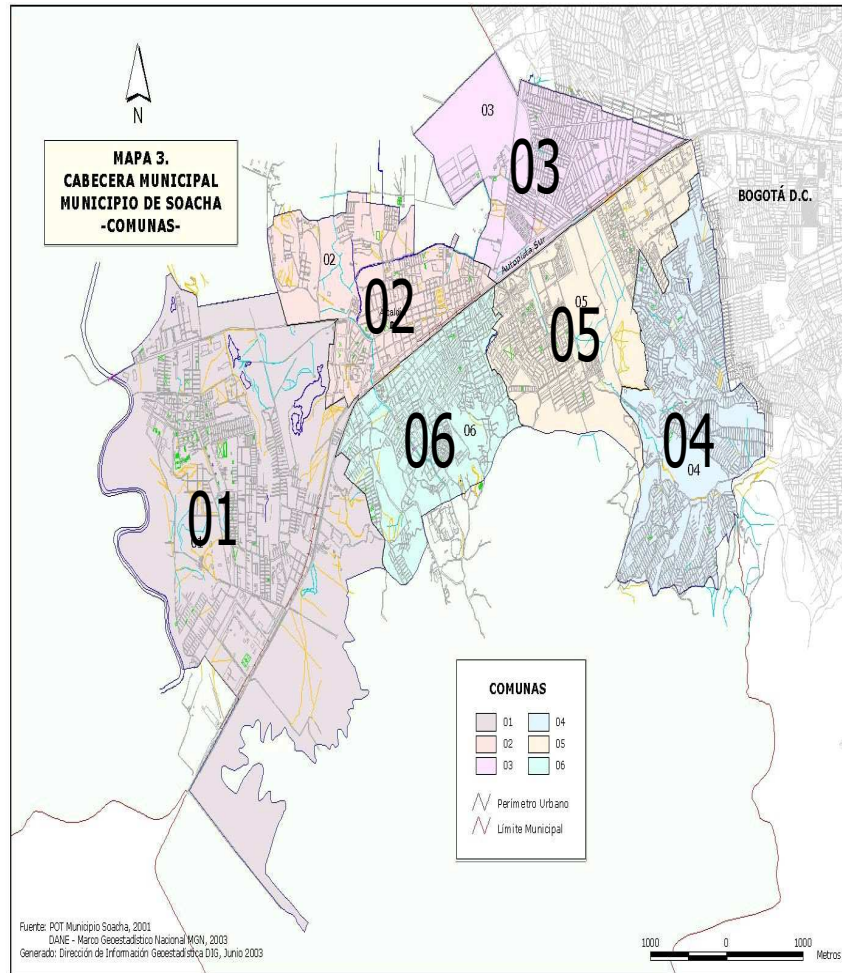 N
MAPA 3.
CABECERA MUNICIPAL
MUNICIPIO DE SOACHA
-COMUNAS-
BOGOTÁ D.C.
03
03
Autopista Sur
02
02
05
05
06
06
04
04
01
COMUNAS
01
04
02
05
03
06
Perimetro Urbano
Límite Municipal
Fuente: POT Municipio Soacha, 2001
DANE - Marco Geoestadístico Nacional MGN, 2003
Generado: Dirección de Información Geoestadística DIG, Junio 2003
1000 0 1000
Metros